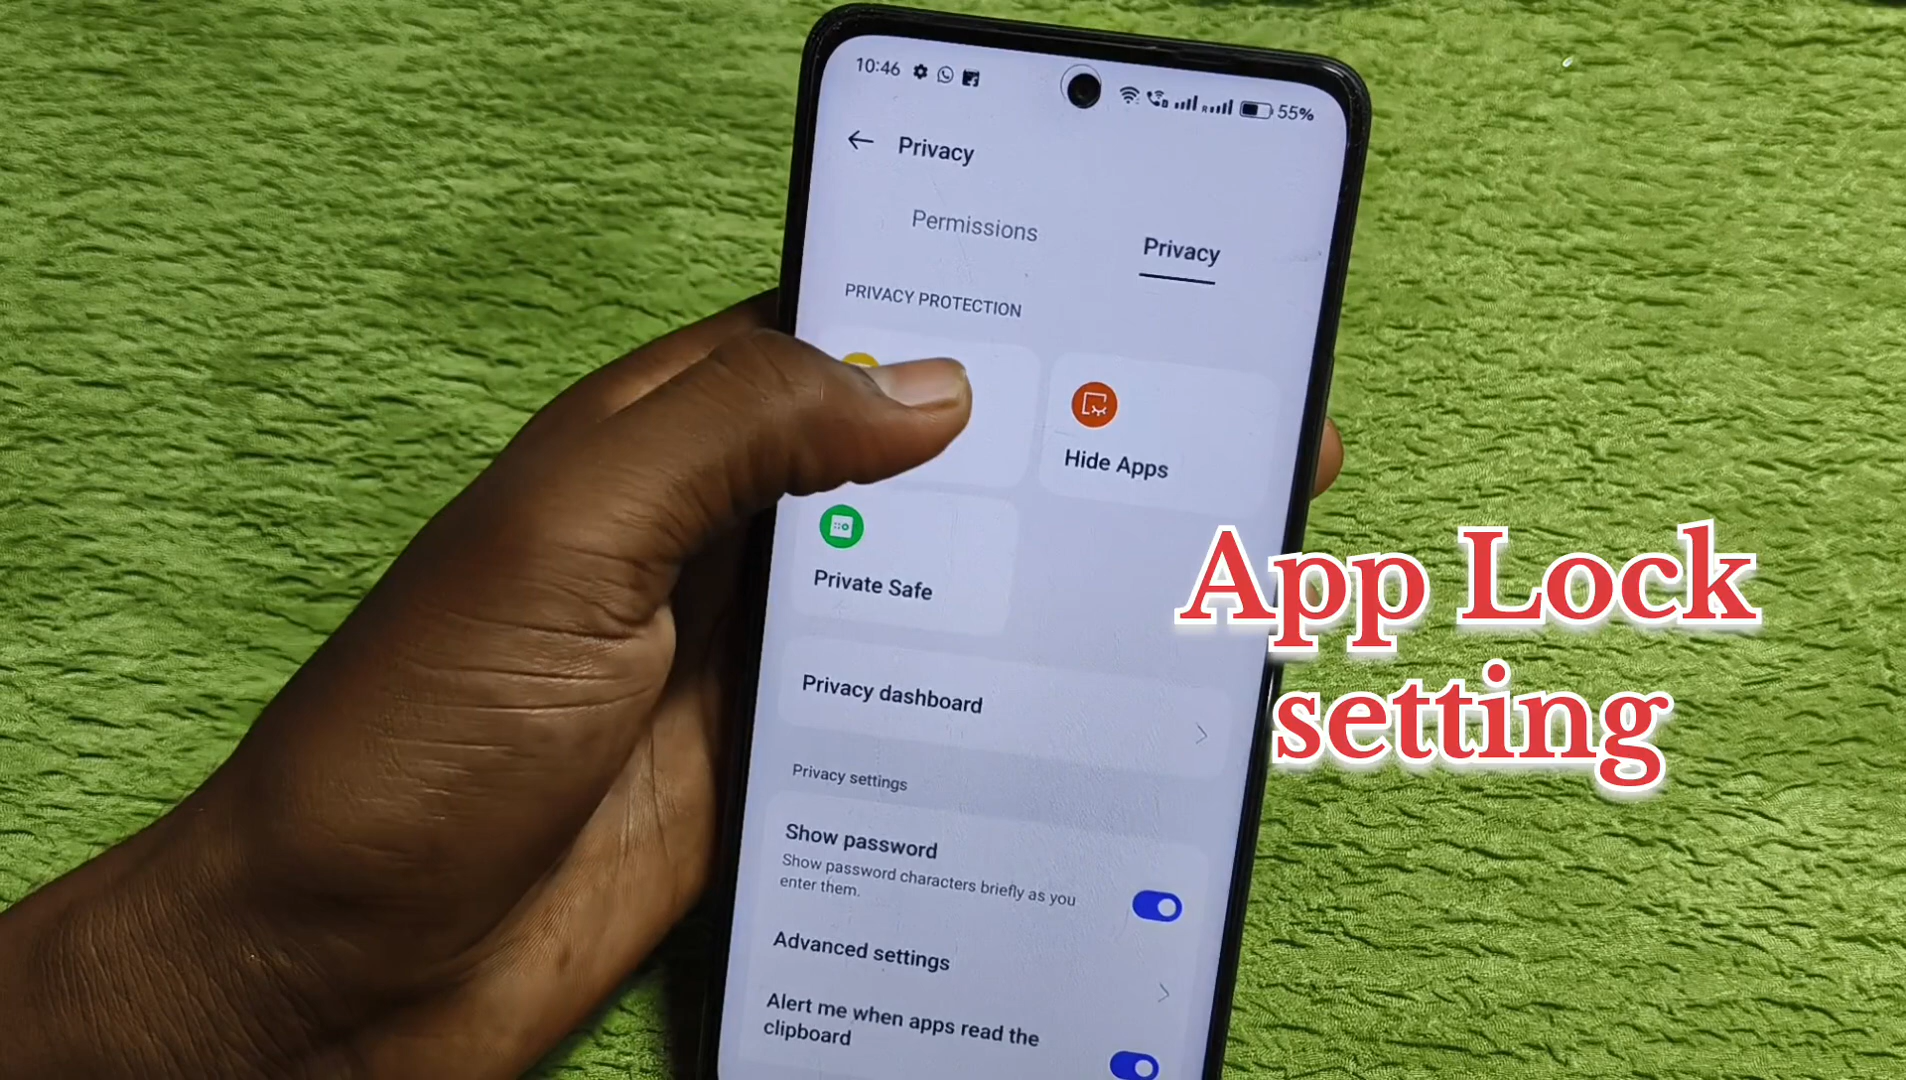 10:46
55%
Privacy
Permissions
Privacy
PRIVACY PROTECTION
Hide Apps
Private Safe
App Lock
setting
Privacy dashboard
Privacy settings
Show password
Show password characters briefly as you
enter them.
Advanced settings
Alert me when apps read the
clipboard